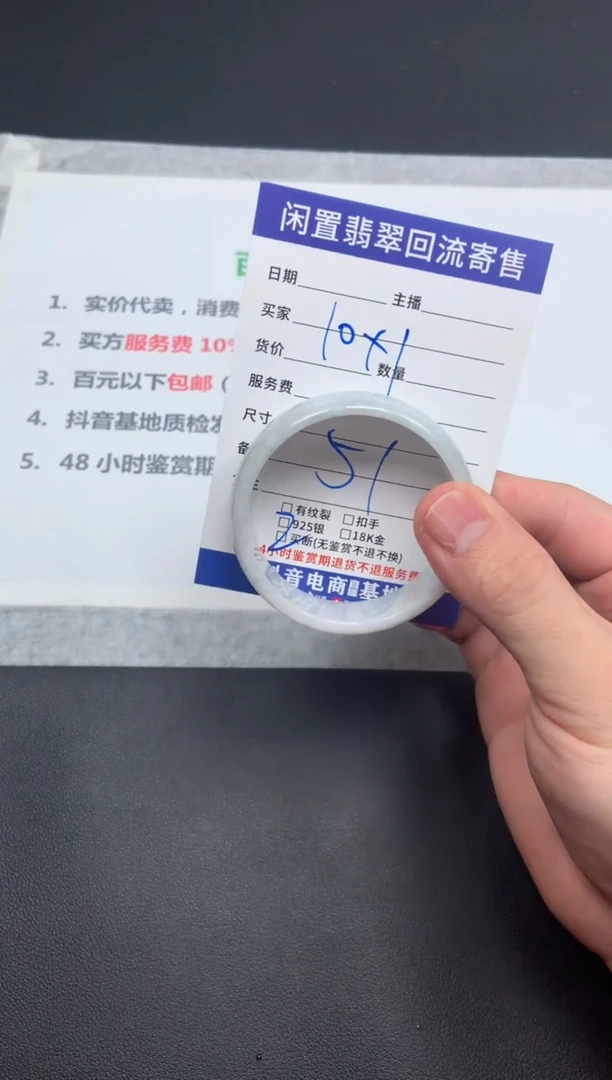 闲置翡翠回流寄售
日期 主播
买家
10×1
货价 数量
服务费
尺寸
51
备
有纹裂 扣手
925银 18K金
买断(无鉴赏不退不换)
4小时鉴赏期退货不退服务费
音电商 基地
1. 实价代卖，消费
2. 买方服务费 10%
3. 百元以下包邮（
4. 抖音基地质检发
5. 48 小时鉴赏期